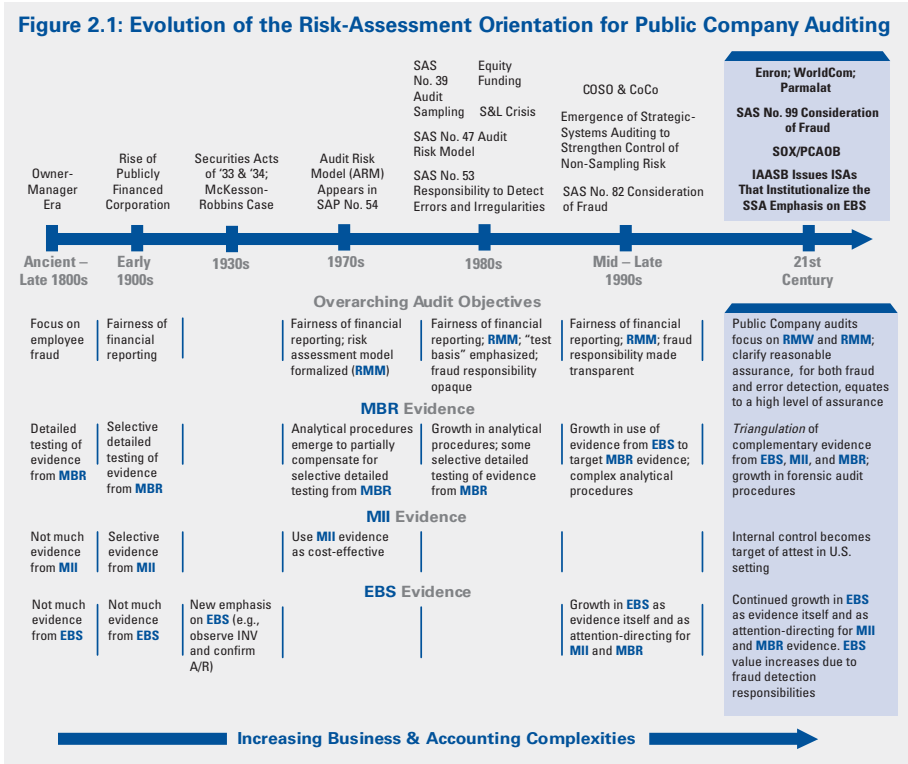 Figure 2.1: Evolution of the Risk-Assessment Orientation for Public Company Auditing
Owner-
Manager
Era
Rise of
Publicly
Financed
Corporation
Securities Acts
of ’33 & ’34;
McKesson-
Robbins Case
Audit Risk
Model (ARM)
Appears in
SAP No. 54
SAS
No. 39
Audit
Sampling
Equity
Funding
S&L Crisis
SAS No. 47 Audit
Risk Model
SAS No. 53
Responsibility to Detect
Errors and Irregularities
COSO & CoCo
Emergence of Strategic-
Systems Auditing to
Strengthen Control of
Non-Sampling Risk
SAS No. 82 Consideration
of Fraud
Enron; WorldCom;
Parmalat
SAS No. 99 Consideration
of Fraud
SOX/PCAOB
IAASB Issues ISAs
That Institutionalize the
SSA Emphasis on EBS
Ancient –
Late 1800s
Early
1900s
1930s
1970s
1980s
Mid – Late
1990s
21st
Century
Overarching Audit Objectives
Focus on
employee
fraud
Fairness of
financial
reporting
Fairness of financial
reporting; risk
assessment model
formalized (RMM)
Fairness of financial
reporting; RMM; “test
basis” emphasized;
fraud responsibility
opaque
Fairness of financial
reporting; RMM; fraud
responsibility made
transparent
Public Company audits
focus on RMW and RMM;
clarify reasonable
assurance, for both fraud
and error detection, equates
to a high level of assurance
MBR Evidence
Detailed
testing of
evidence
from MBR
Selective
detailed
testing of
evidence
from MBR
Analytical procedures
emerge to partially
compensate for
selective detailed
testing from MBR
Growth in analytical
procedures; some
selective detailed
testing of evidence
from MBR
Growth in use of
evidence from EBS to
target MBR evidence;
complex analytical
procedures
Triangulation of
complementary evidence
from EBS, MII, and MBR;
growth in forensic audit
procedures
MII Evidence
Not much
evidence
from MII
Selective
evidence
from MII
Use MII evidence
as cost-effective
Internal control becomes
target of attest in U.S.
setting
EBS Evidence
Not much
evidence
from EBS
Not much
evidence
from EBS
New emphasis
on EBS (e.g.,
observe INV
and confirm
A/R)
Growth in EBS as
evidence itself and as
attention-directing for
MII and MBR
Continued growth in EBS
as evidence itself and as
attention-directing for MII
and MBR evidence. EBS
value increases due to
fraud detection
responsibilities
Increasing Business & Accounting Complexities